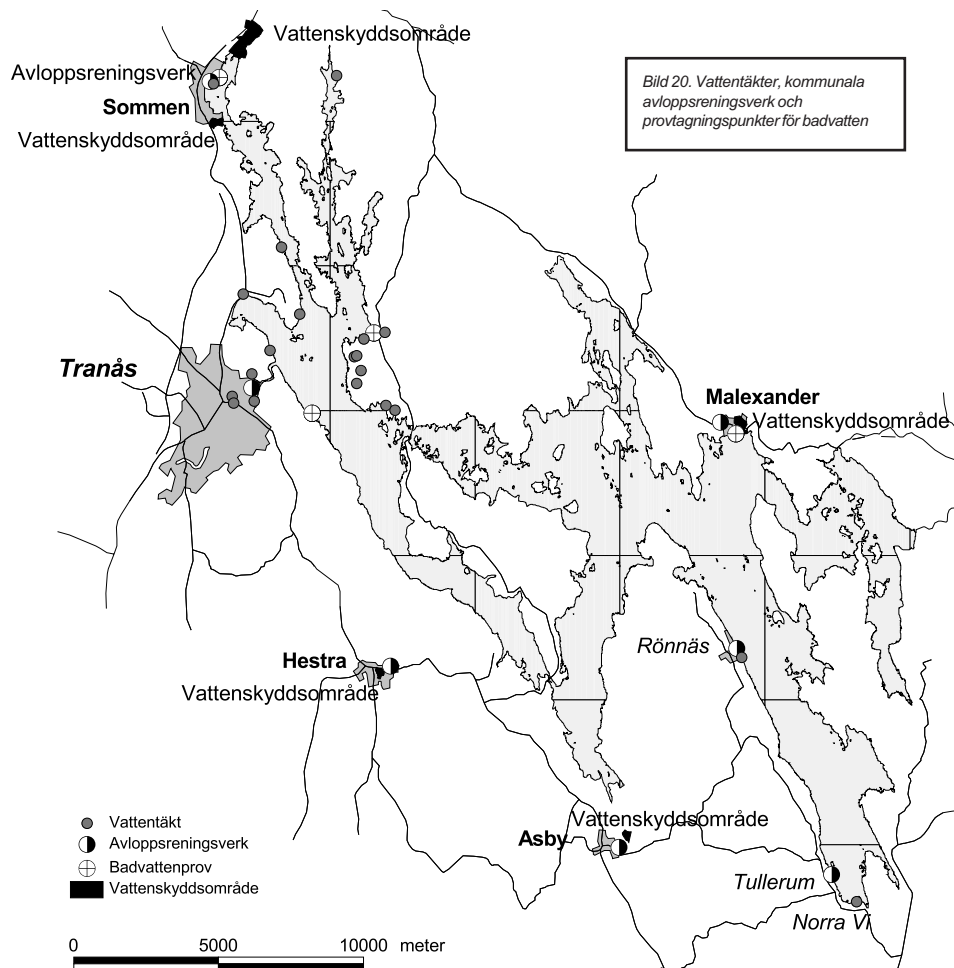 Vattenskyddsområde
Avloppsreningsverk
Sommen
Vattenskyddsområde
Bild 20. Vattentäkter, kommunala
avloppsreningsverk och
provtagningspunkter för badvatten
Tranås
Malexander
Vattenskyddsområde
Rönnäs
Hestra
Vattenskyddsområde
Vattenskyddsområde
Asby
Tullerum
Norra Vi
Vattentäkt
Avloppsreningsverk
Badvattenprov
Vattenskyddsområde
0 5000 10000 meter